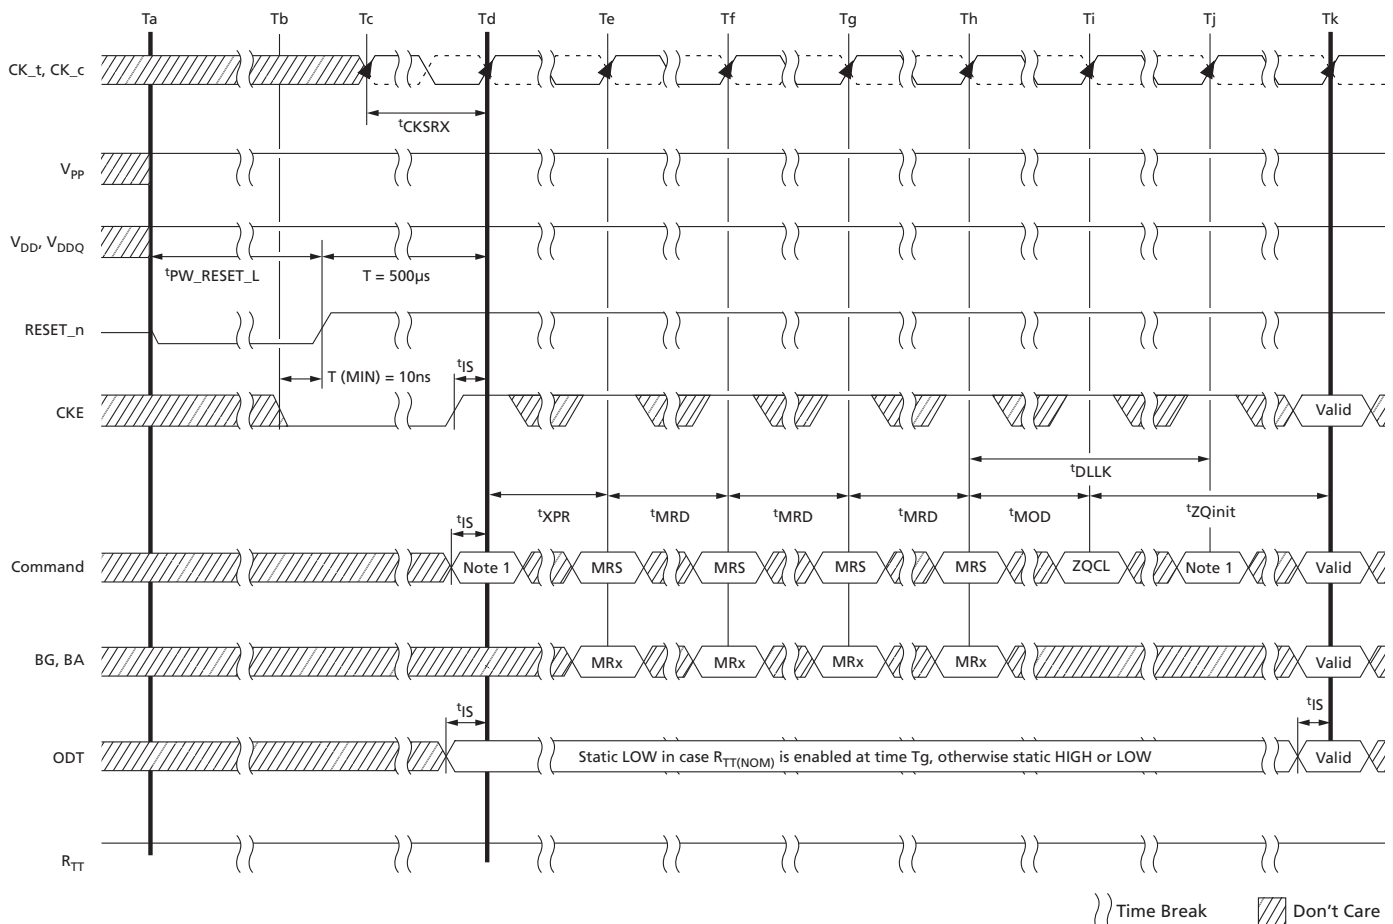 Ta Tb Tc Td Te Tf Tg Th Ti Tj Tk
CK_t, CK_c
tCKSRX
VPP
VDD, VDDQ
tPW_RESET_L T = 500µs
RESET_n
T (MIN) = 10ns tIS
CKE Valid
tDLLK
tXPR tMRD tMRD tMRD tMOD tZQinit
tIS
Command Note 1 MRS MRS MRS MRS ZQCL Note 1 Valid
BG, BA MRx MRx MRx MRx Valid
tIS tIS
ODT Static LOW in case RTT(NOM) is enabled at time Tg, otherwise static HIGH or LOW Valid
RTT
Time Break Don't Care